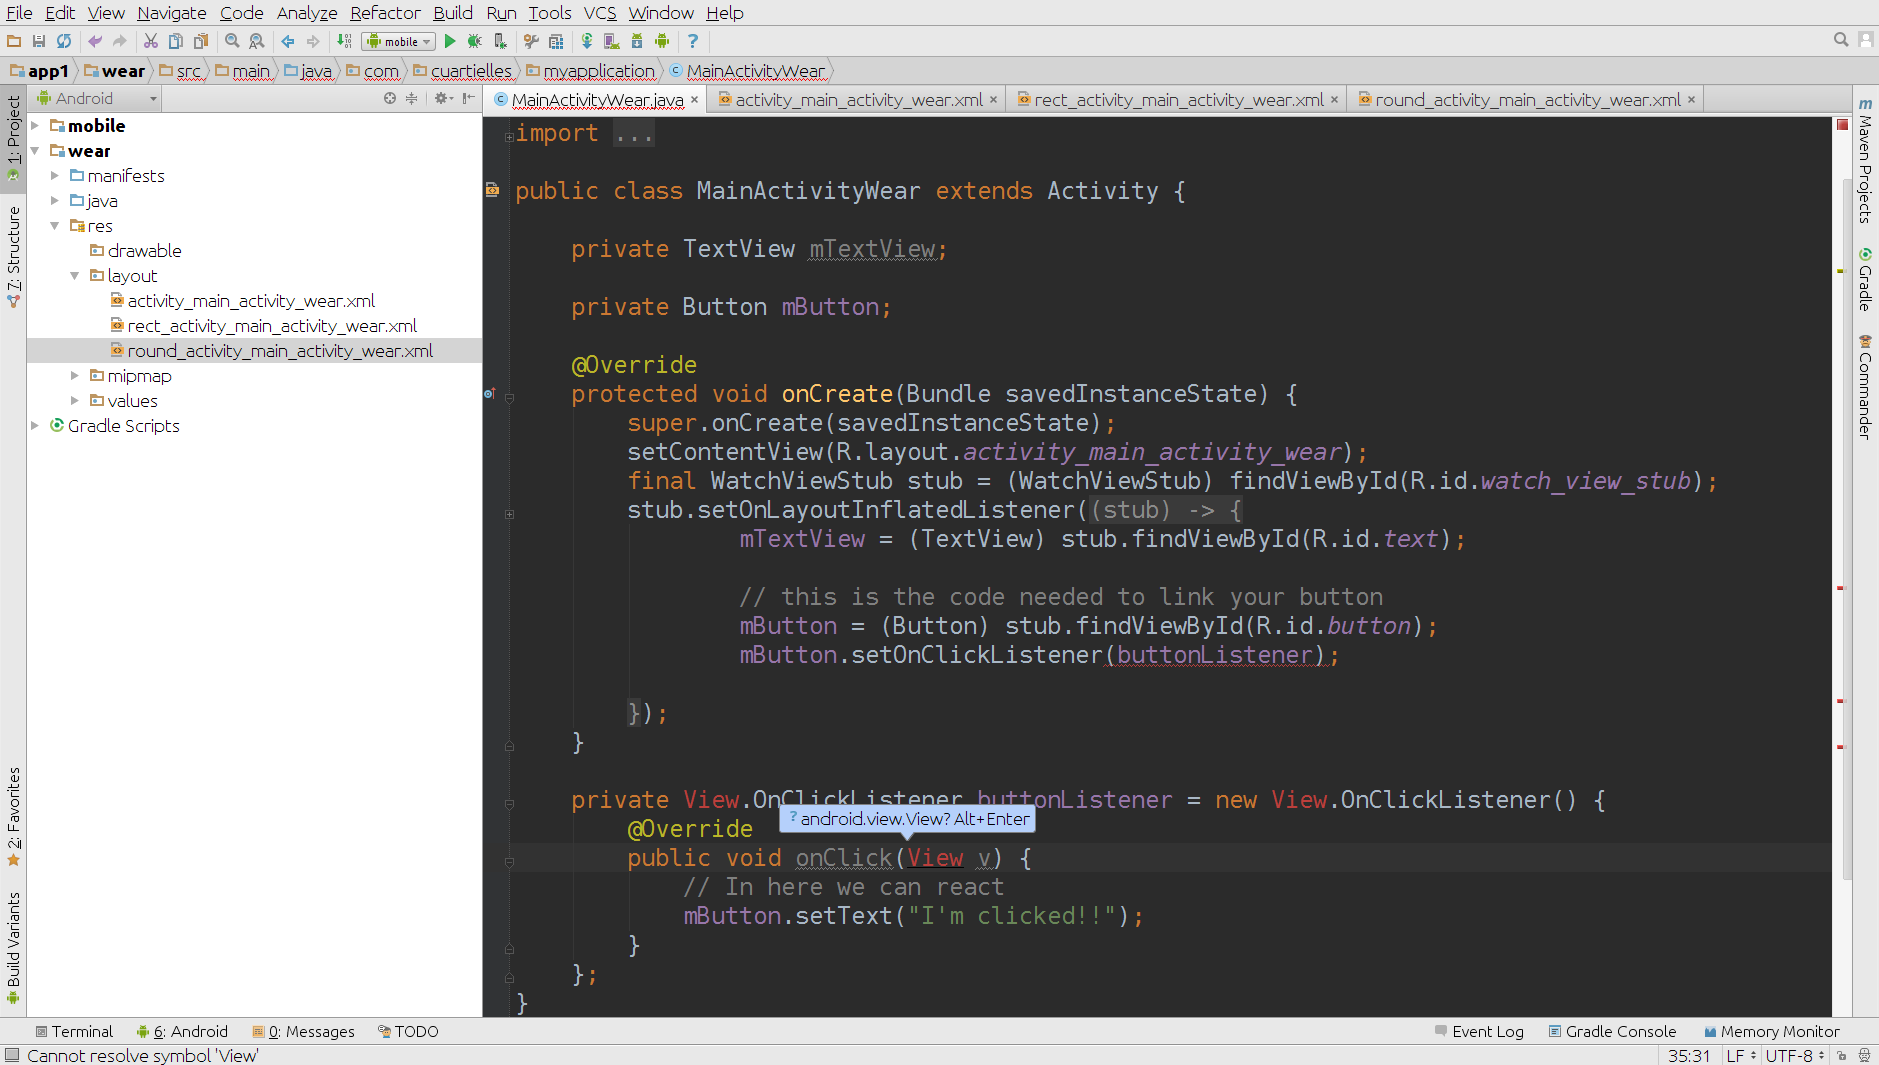 File Edit View Navigate Code Analyze Refactor Build Run Tools VCS Window Help
mobile
app1 wear src main java com cuartielles myapplication MainActivityWear
Android
MainActivityWear.java activity_main_activity_wear.xml rect_activity_main_activity_wear.xml round_activity_main_activity_wear.xml
1: Project
7: Structure
2: Favorites
Build Variants
mobile
wear
manifests
java
res
drawable
layout
activity_main_activity_wear.xml
rect_activity_main_activity_wear.xml
round_activity_main_activity_wear.xml
mipmap
values
Gradle Scripts
import ...
public class MainActivityWear extends Activity {
private TextView mTextView;
private Button mButton;
@Override
protected void onCreate(Bundle savedInstanceState) {
super.onCreate(savedInstanceState);
setContentView(R.layout.activity_main_activity_wear);
final WatchViewStub stub = (WatchViewStub) findViewById(R.id.watch_view_stub);
stub.setOnLayoutInflatedListener((stub) -> {
mTextView = (TextView) stub.findViewById(R.id.text);
// this is the code needed to link your button
mButton = (Button) stub.findViewById(R.id.button);
mButton.setOnClickListener(buttonListener);
});
}
private View.OnClickListener buttonListener = new View.OnClickListener() {
? android.view.View? Alt+Enter
@Override
public void onClick(View v) {
// In here we can react
mButton.setText("I'm clicked!!");
}
};
}
m Maven Projects
Gradle
Commander
Terminal 6: Android 0: Messages TODO Event Log Gradle Console Memory Monitor
Cannot resolve symbol 'View' 35:31 LF UTF-8